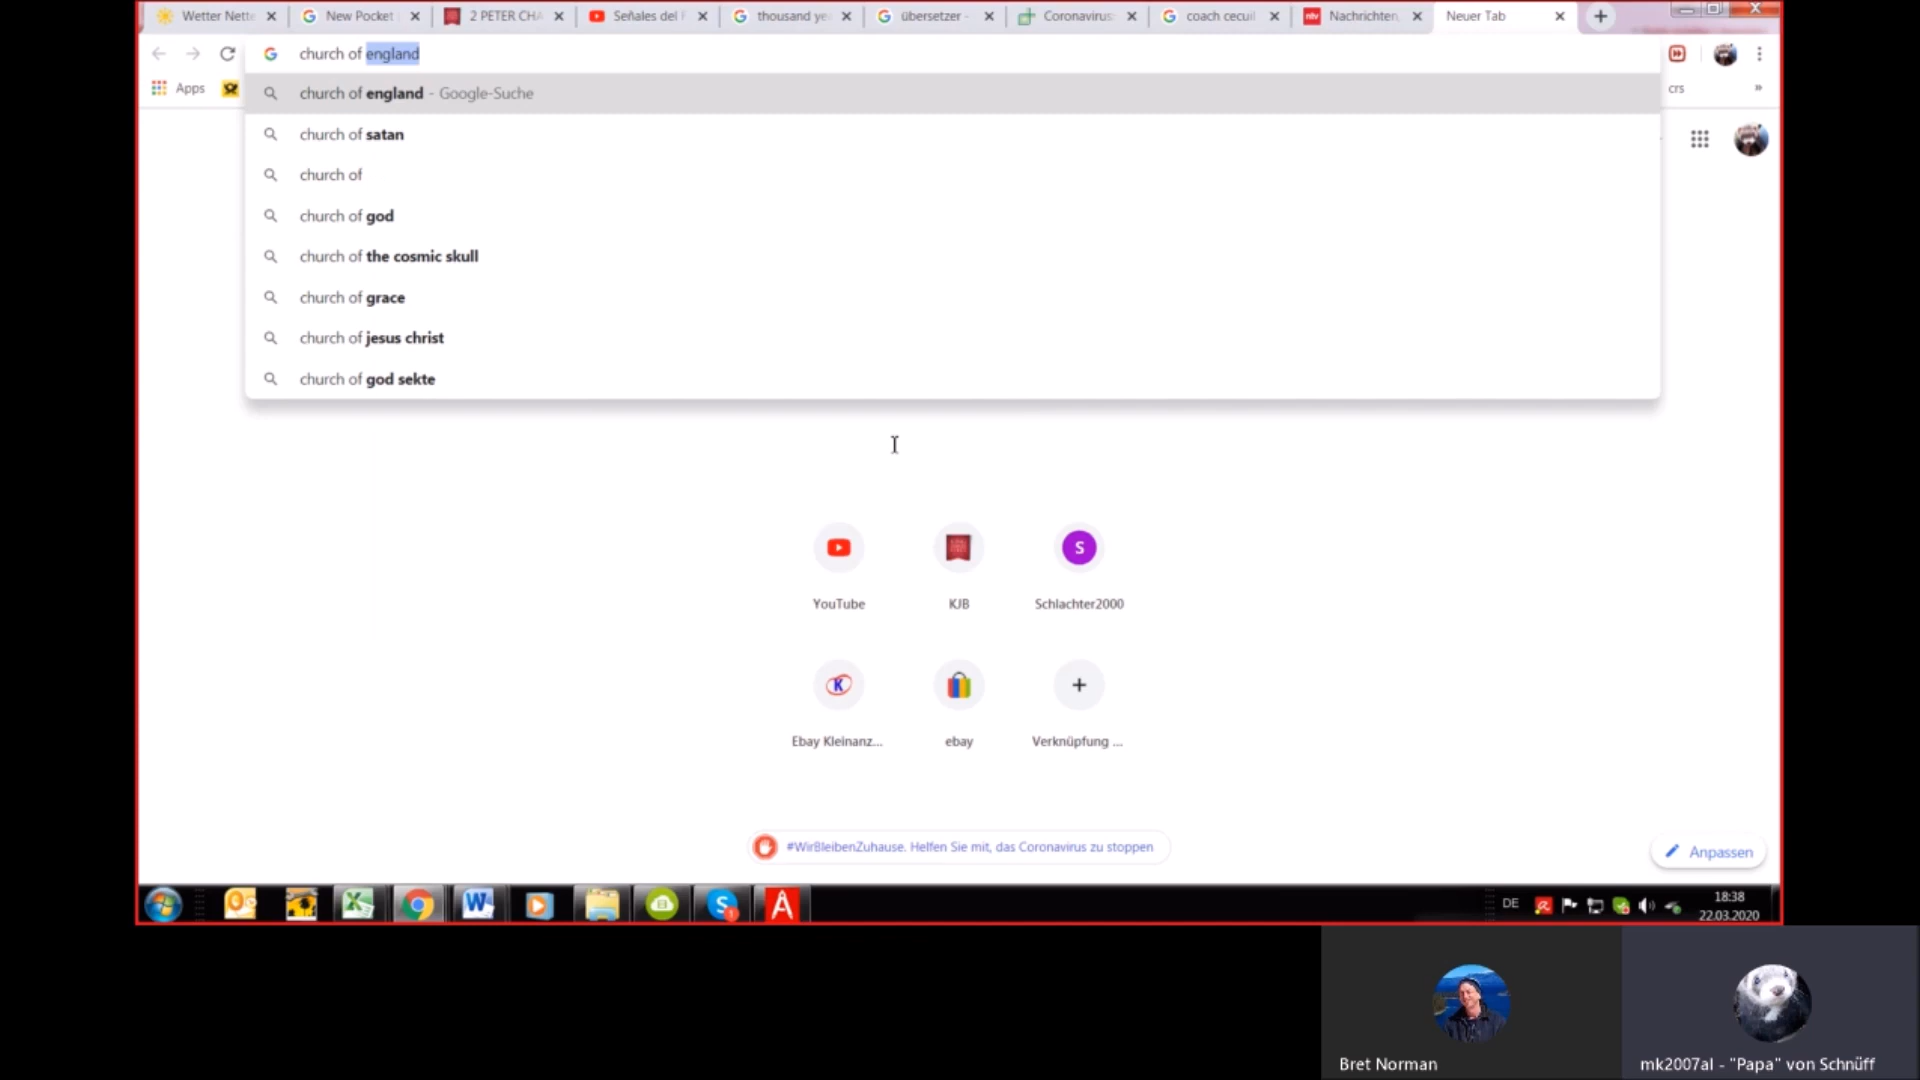 Wetter Nette
New Pocket
2 PETER CHA
Señales del F
thousand ye
übersetzer -
Coronavirus:
coach cecuil
ntv Nachrichten,
Neuer Tab
church of england
Apps
crs
»
church of england - Google-Suche
church of satan
church of
church of god
church of the cosmic skull
church of grace
church of jesus christ
church of god sekte
S
YouTube
KJB
Schlachter2000
K
Ebay Kleinanz...
ebay
Verknüpfung ...
#WirBleibenZuhause. Helfen Sie mit, das Coronavirus zu stoppen
Anpassen
DE
18:38
22.03.2020
Bret Norman
mk2007al - "Papa" von Schnüff